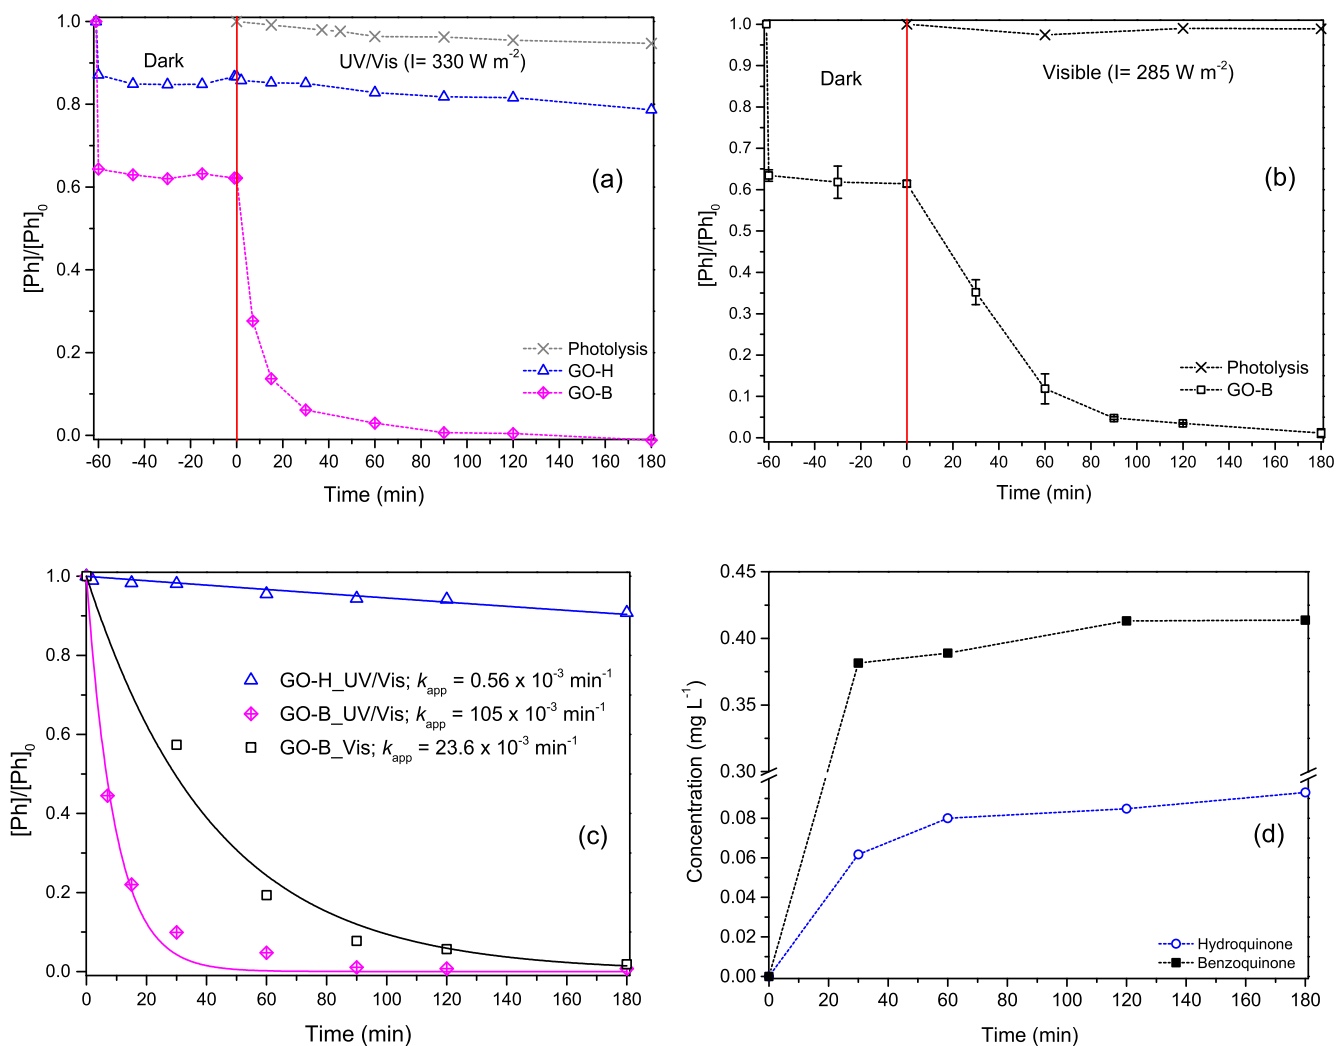 1.0
0.8
0.6
0.4
0.2
0.0
[Ph]/[Ph]0
Dark
UV/Vis (I= 330 W m-2)
(a)
Photolysis
GO-H
GO-B
-60 -40 -20 0 20 40 60 80 100 120 140 160 180
Time (min)
1.0
0.9
0.8
0.7
0.6
0.5
0.4
0.3
0.2
0.1
0.0
[Ph]/[Ph]0
Dark
Visible (I= 285 W m-2)
(b)
Photolysis
GO-B
-60 -40 -20 0 20 40 60 80 100 120 140 160 180
Time (min)
1.0
0.8
0.6
0.4
0.2
0.0
[Ph]/[Ph]0
GO-H_UV/Vis; kapp = 0.56 x 10-3 min-1
GO-B_UV/Vis; kapp = 105 x 10-3 min-1
GO-B_Vis; kapp = 23.6 x 10-3 min-1
(c)
0 20 40 60 80 100 120 140 160 180
Time (min)
0.45
0.40
0.35
0.30
0.08
0.06
0.04
0.02
0.00
Concentration (mg L-1)
(d)
Hydroquinone
Benzoquinone
0 20 40 60 80 100 120 140 160 180
Time (min)